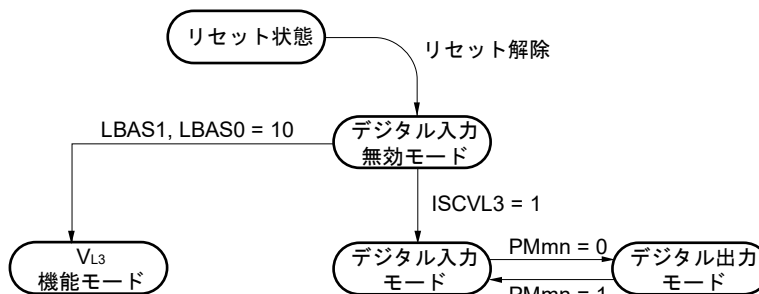 リセット状態
リセット解除
デジタル入力
無効モード
LBAS1, LBAS0 = 10
ISCVL3 = 1
VL3
機能モード
デジタル入力
モード
PMmn = 0
PMmn = 1
デジタル出力
モード